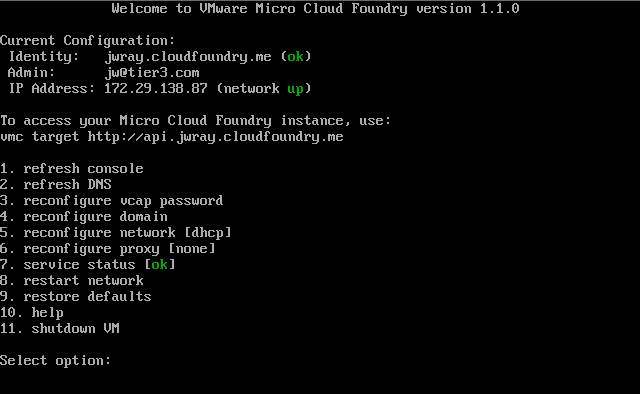 Welcome to VMware Micro Cloud Foundry version 1.1.0
Current Configuration:
Identity: jwray.cloudfoundry.me (ok)
Admin: jw@tier3.com
IP Address: 172.29.138.87 (network up)
To access your Micro Cloud Foundry instance, use:
vmc target http://api.jwray.cloudfoundry.me
1. refresh console
2. refresh DNS
3. reconfigure vcap password
4. reconfigure domain
5. reconfigure network [dhcp]
6. reconfigure proxy [none]
7. service status [ok]
8. restart network
9. restore defaults
10. help
11. shutdown VM
Select option: